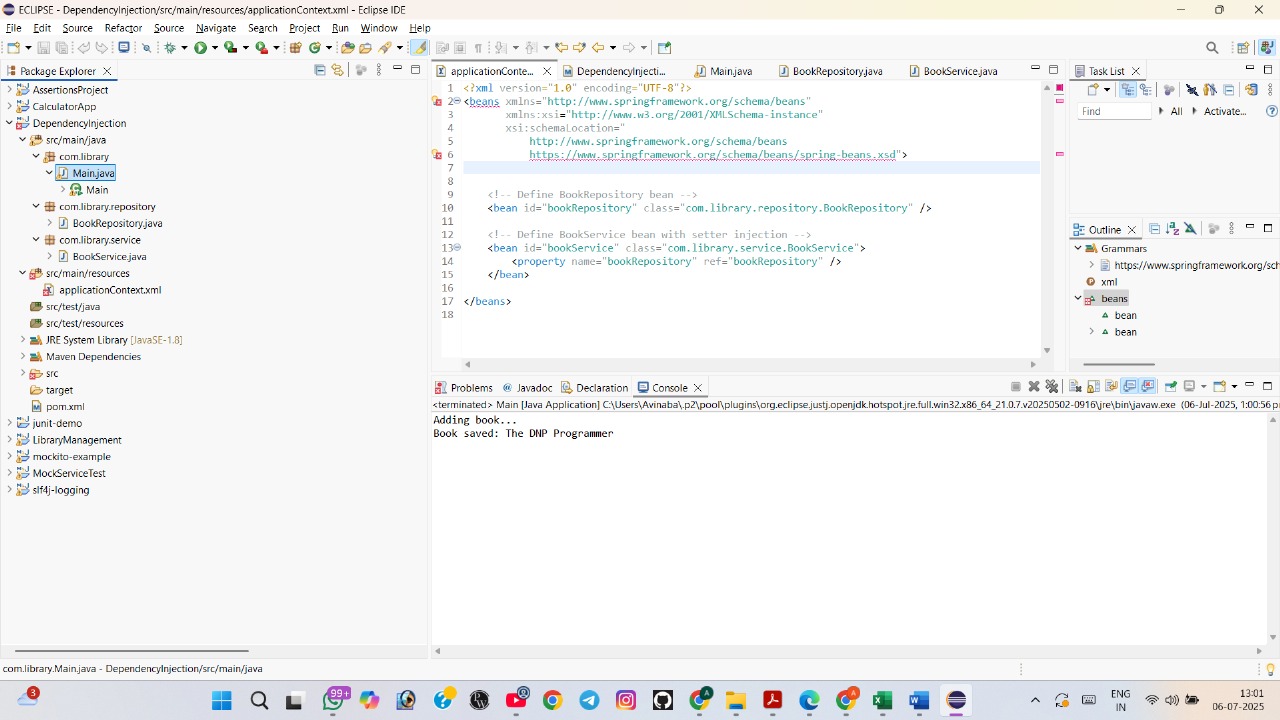 ECLIPSE - DependencyInjection/src/main/resources/applicationContext.xml - Eclipse IDE
File Edit Source Refactor Source Navigate Search Project Run Window Help
Package Explorer
AssertionsProject
CalculatorApp
DependencyInjection
src/main/java
com.library
Main.java
Main
com.library.repository
BookRepository.java
com.library.service
BookService.java
src/main/resources
applicationContext.xml
src/test/java
src/test/resources
JRE System Library [JavaSE-1.8]
Maven Dependencies
src
target
pom.xml
junit-demo
LibraryManagement
mockito-example
MockServiceTest
slf4j-logging
applicationConte... DependencyInjecti... Main.java BookRepository.java BookService.java
1 <?xml version="1.0" encoding="UTF-8"?>
2 <beans xmlns="http://www.springframework.org/schema/beans"
3 xmlns:xsi="http://www.w3.org/2001/XMLSchema-instance"
4 xsi:schemaLocation="
5 http://www.springframework.org/schema/beans
6 https://www.springframework.org/schema/beans/spring-beans.xsd">
7
8
9 <!-- Define BookRepository bean -->
10 <bean id="bookRepository" class="com.library.repository.BookRepository" />
11
12 <!-- Define BookService bean with setter injection -->
13 <bean id="bookService" class="com.library.service.BookService">
14 <property name="bookRepository" ref="bookRepository" />
15 </bean>
16
17 </beans>
18
Task List
Find All Activate...
Outline
Grammars
https://www.springframework.org/sch
xml
beans
bean
bean
Problems Javadoc Declaration Console
<terminated> Main [Java Application] C:\Users\Avinaba\.p2\pool\plugins\org.eclipse.justj.openjdk.hotspot.jre.full.win32.x86_64_21.0.7.v20250502-0916\jre\bin\javaw.exe (06-Jul-2025, 1:00:56 p
Adding book...
Book saved: The DNP Programmer
com.library.Main.java - DependencyInjection/src/main/java
3
99+
ENG
IN
13:01
06-07-2025